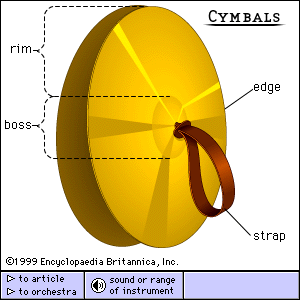 CYMBALS
rim
boss
edge
strap
©1999 Encyclopaedia Britannica, Inc.
▷ to article
▷ to orchestra
sound or range
of instrument